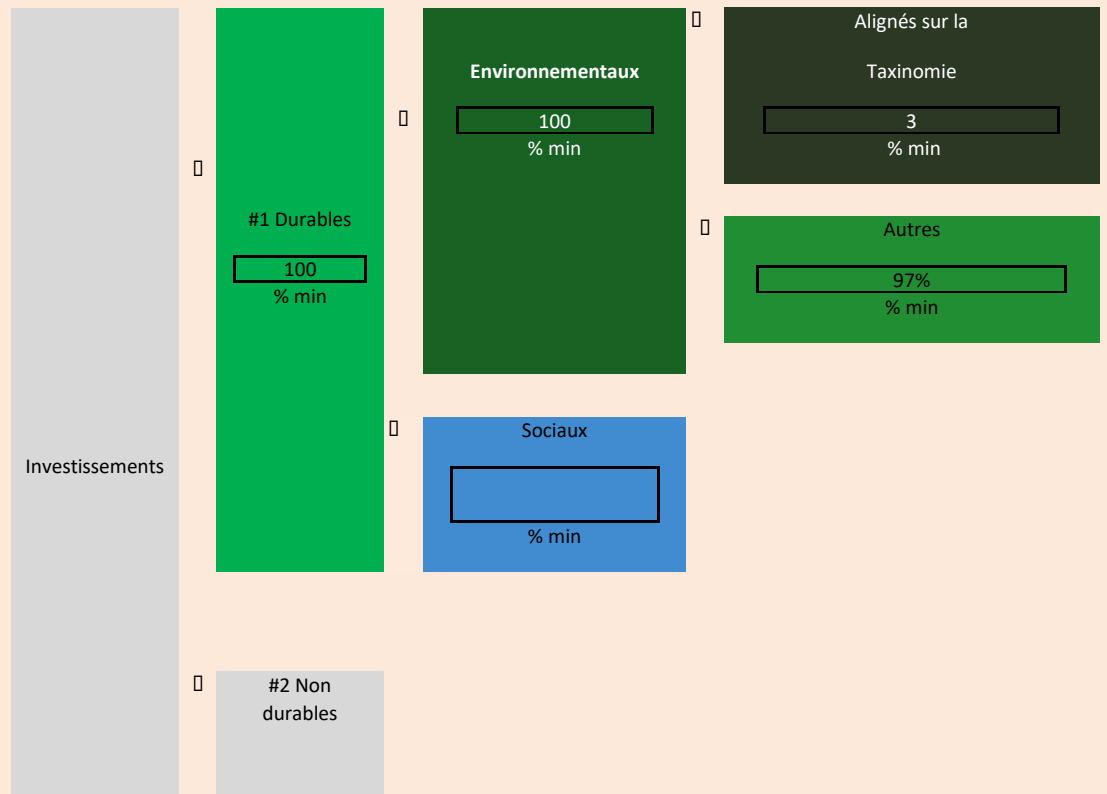 Investissements
#1 Durables
100
% min
Environnementaux
100
% min
Alignés sur la
Taxinomie
3
% min
Autres
97%
% min
Sociaux
% min
#2 Non
durables